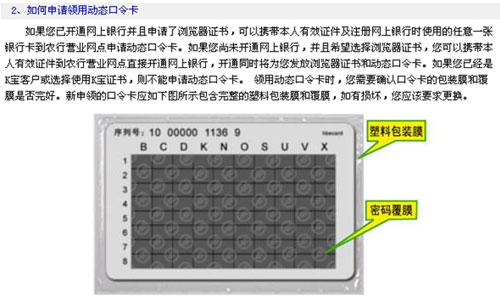 2、如何申请领用动态口令卡
如果您已开通网上银行并且申请了浏览器证书，可以携带本人有效证件及注册网上银行时使用的任意一张
银行卡到农行营业网点申请动态口令卡。如果您尚未开通网上银行，并且希望选择浏览器证书，您可以携带本
人有效证件到农行营业网点直接开通网上银行，开通同时将为您发放浏览器证书和动态口令卡。如果您已经是
K宝客户或选择使用K宝证书，则不能申请动态口令卡。 领用动态口令卡时，您需要确认口令卡的包装膜和覆
膜是否完好。新申领的口令卡应如下图所示包含完整的塑料包装膜和覆膜，如有损坏，您应该要求更换。
序列号：10 00000 1136 9
塑料包装膜
B C D K N O S U V X
1
2
3
4
5
6
7
8
密码覆膜